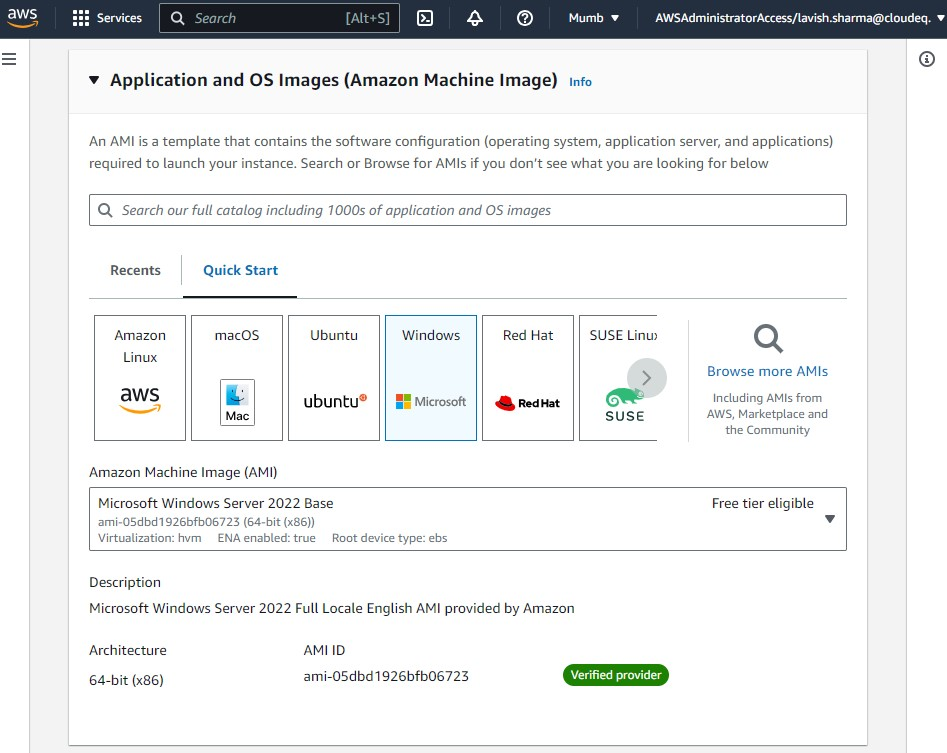 aws
Services
Search
[Alt+S]
Mumb
AWSAdministratorAccess/lavish.sharma@cloudeq.
Application and OS Images (Amazon Machine Image) Info
An AMI is a template that contains the software configuration (operating system, application server, and applications)
required to launch your instance. Search or Browse for AMIs if you don't see what you are looking for below
Search our full catalog including 1000s of application and OS images
Recents
Quick Start
Amazon
Linux
aws
macOS
Mac
Ubuntu
ubuntu
Windows
Microsoft
Red Hat
Red Hat
SUSE Linux
SUSE
Browse more AMIs
Including AMIs from
AWS, Marketplace and
the Community
Amazon Machine Image (AMI)
Microsoft Windows Server 2022 Base
Free tier eligible
ami-05dbd1926bfb06723 (64-bit (x86))
Virtualization: hvm ENA enabled: true Root device type: ebs
Description
Microsoft Windows Server 2022 Full Locale English AMI provided by Amazon
Architecture
64-bit (x86)
AMI ID
ami-05dbd1926bfb06723
Verified provider